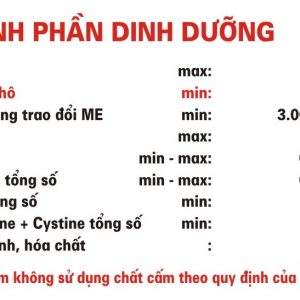 NH PHẦN DINH DƯỠNG
max:
hô min:
ng trao đổi ME min: 3.0
max:
min - max:
tổng số min - max:
ng số min:
ne + Cystine tổng số min:
nh, hóa chất :
m không sử dụng chất cấm theo quy định của